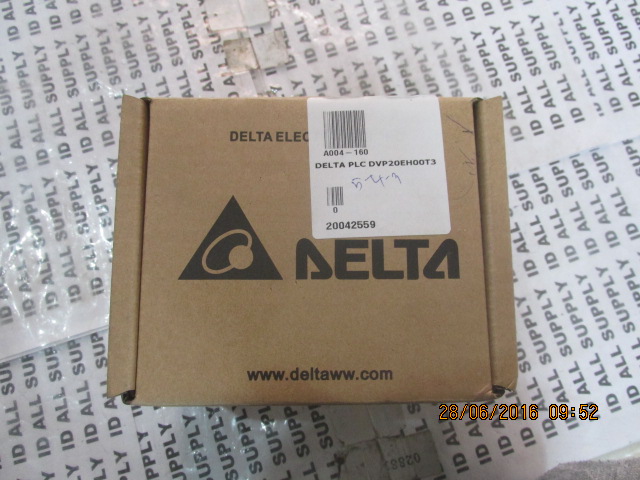 DELTA ELEC
A004-160
DELTA PLC DVP20EH00T3
0
20042559
DELTA
www.deltaww.com
28/06/2016 09:52
ID ALL SUPPLY